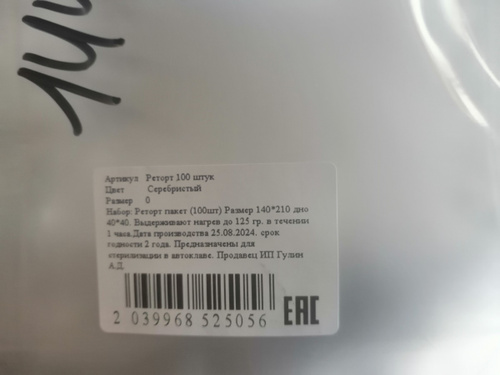 Артикул Реторт 100 штук
Цвет Серебристый
Размер 0
Набор: Реторт пакет (100шт) Размер 140*210 дно
40*40. Выдерживают нагрев до 125 гр. в течении
1 часа.Дата производства 25.08.2024. срок
годности 2 года. Предмазначены для
стерилизации в автоклаве. Продавец ИП Гулин
А.Д.
2 039968 525056
EAC